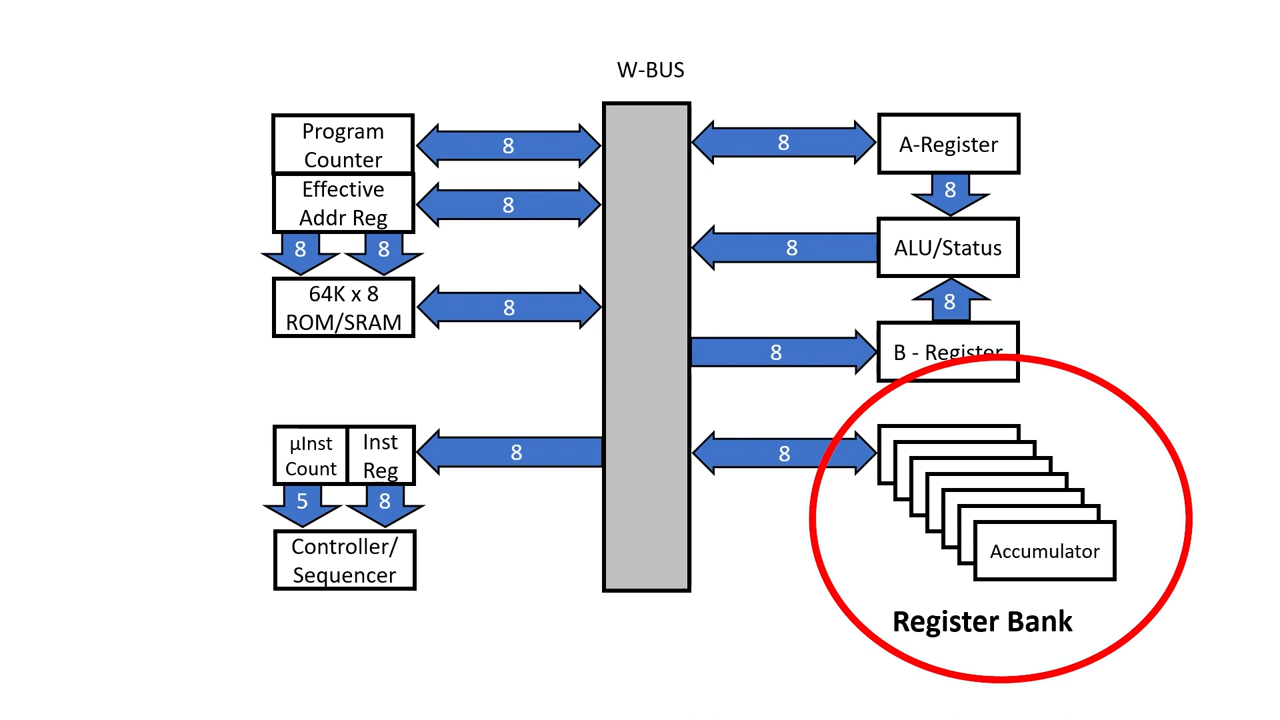 W-BUS
Program
Counter
8
8
A-Register
Effective
Addr Reg
8
8
8
8
ALU/Status
8
64K x 8
ROM/SRAM
8
8
8
B - Register
µInst
Count
Inst
Reg
8
8
5
8
Controller/
Sequencer
Accumulator
Register Bank